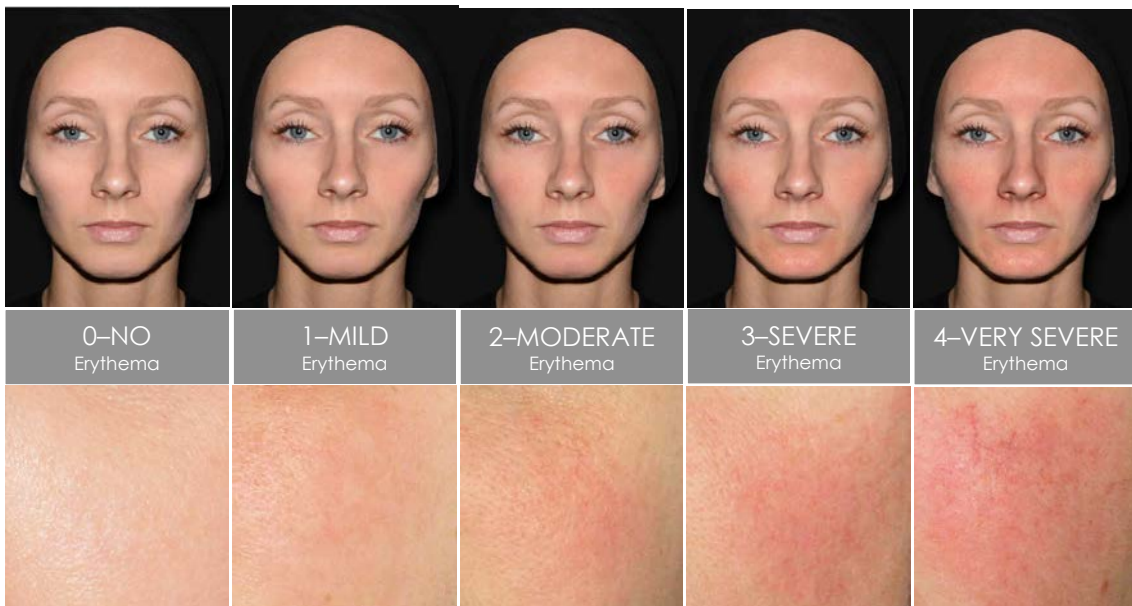 0–NO
Erythema
1–MILD
Erythema
2–MODERATE
Erythema
3–SEVERE
Erythema
4–VERY SEVERE
Erythema